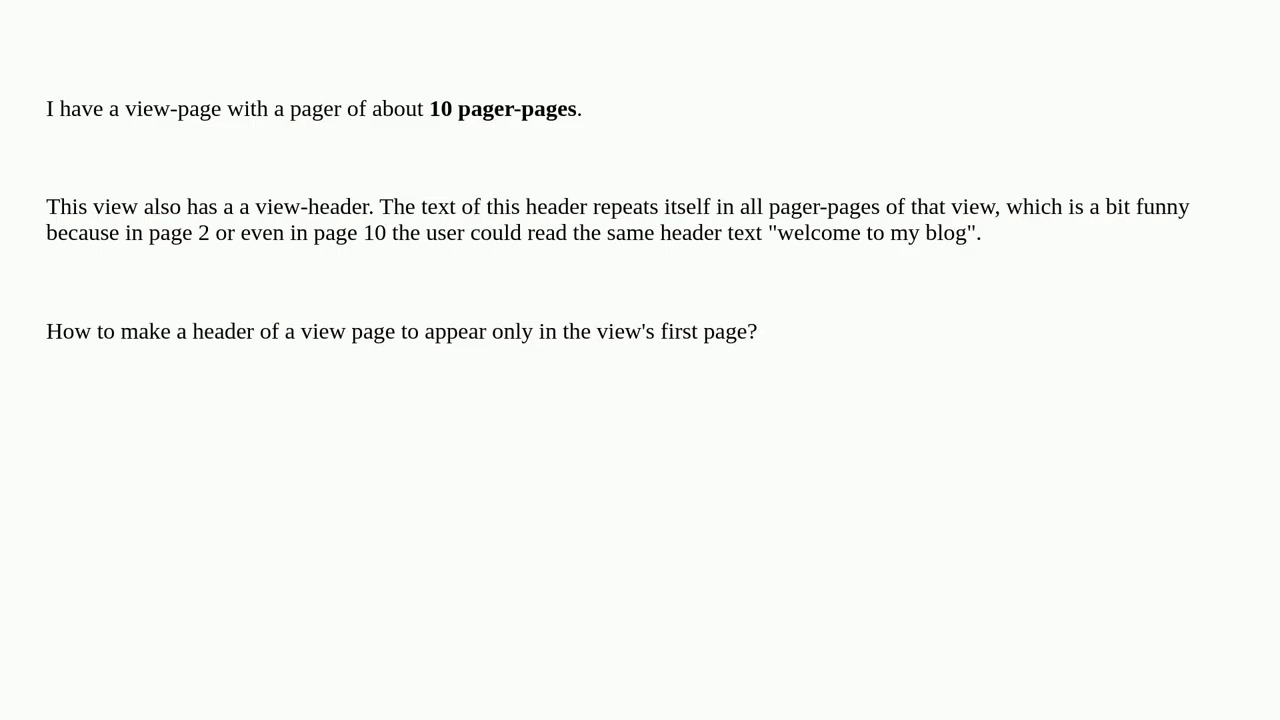 I have a view-page with a pager of about 10 pager-pages.
This view also has a a view-header. The text of this header repeats itself in all pager-pages of that view, which is a bit funny
because in page 2 or even in page 10 the user could read the same header text "welcome to my blog".
How to make a header of a view page to appear only in the view's first page?